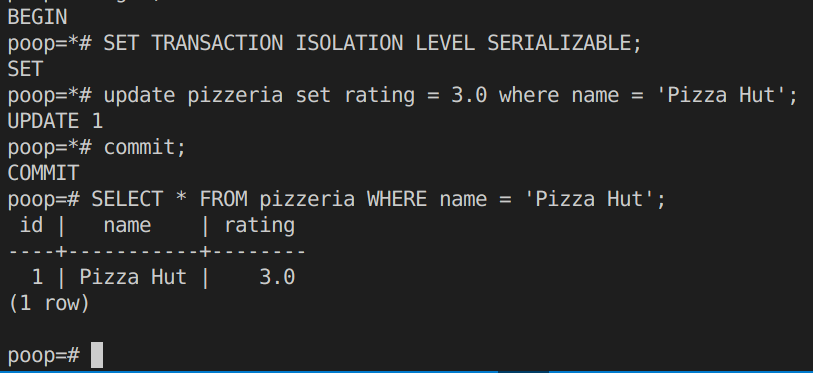 BEGIN
poop=*# SET TRANSACTION ISOLATION LEVEL SERIALIZABLE;
SET
poop=*# update pizzeria set rating = 3.0 where name = 'Pizza Hut';
UPDATE 1
poop=*# commit;
COMMIT
poop=# SELECT * FROM pizzeria WHERE name = 'Pizza Hut';
 id |   name    | rating
----+-----------+--------
  1 | Pizza Hut |    3.0
(1 row)

poop=#